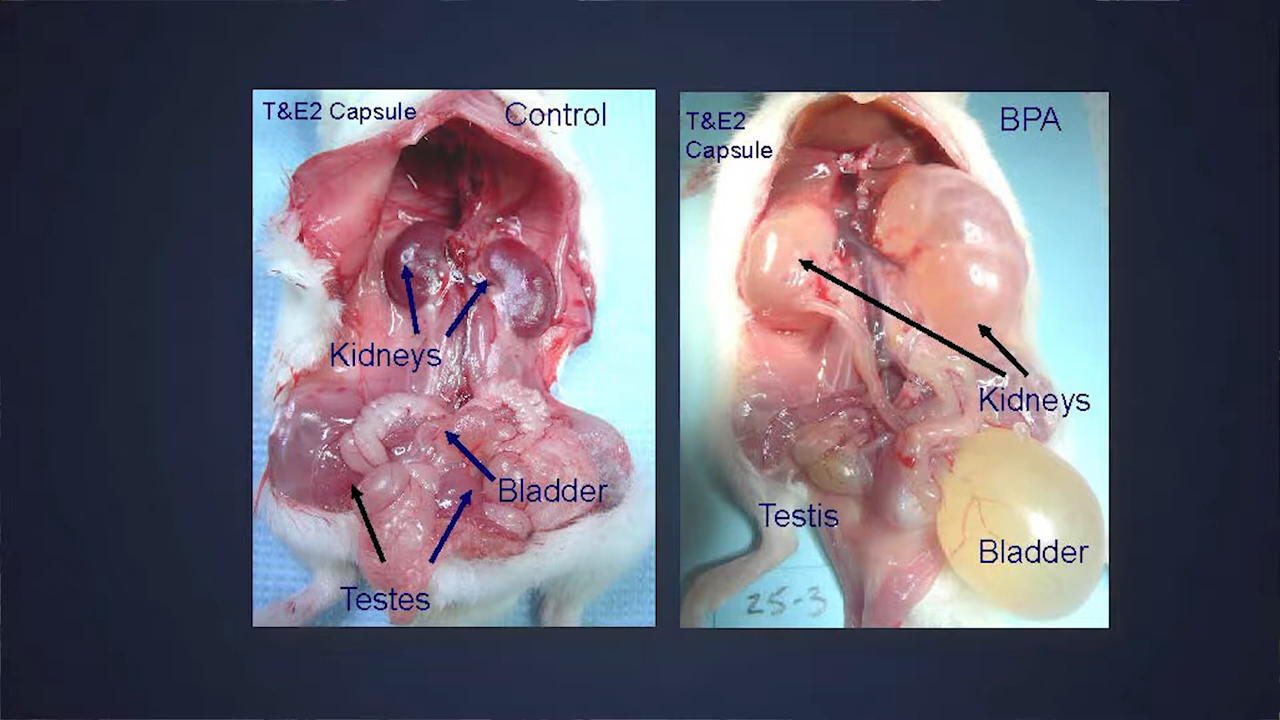 T&E2 Capsule
Control
Kidneys
Bladder
Testes
T&E2
Capsule
BPA
Kidneys
Testis
Bladder
25-3